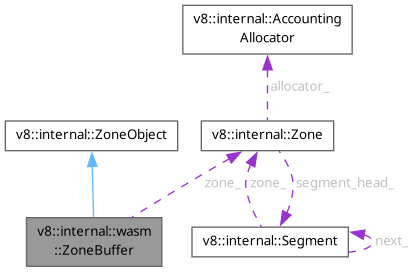 v8::internal::Accounting
Allocator
allocator_
v8::internal::ZoneObject
v8::internal::Zone
zone_
zone_
segment_head_
v8::internal::wasm
::ZoneBuffer
v8::internal::Segment
next_